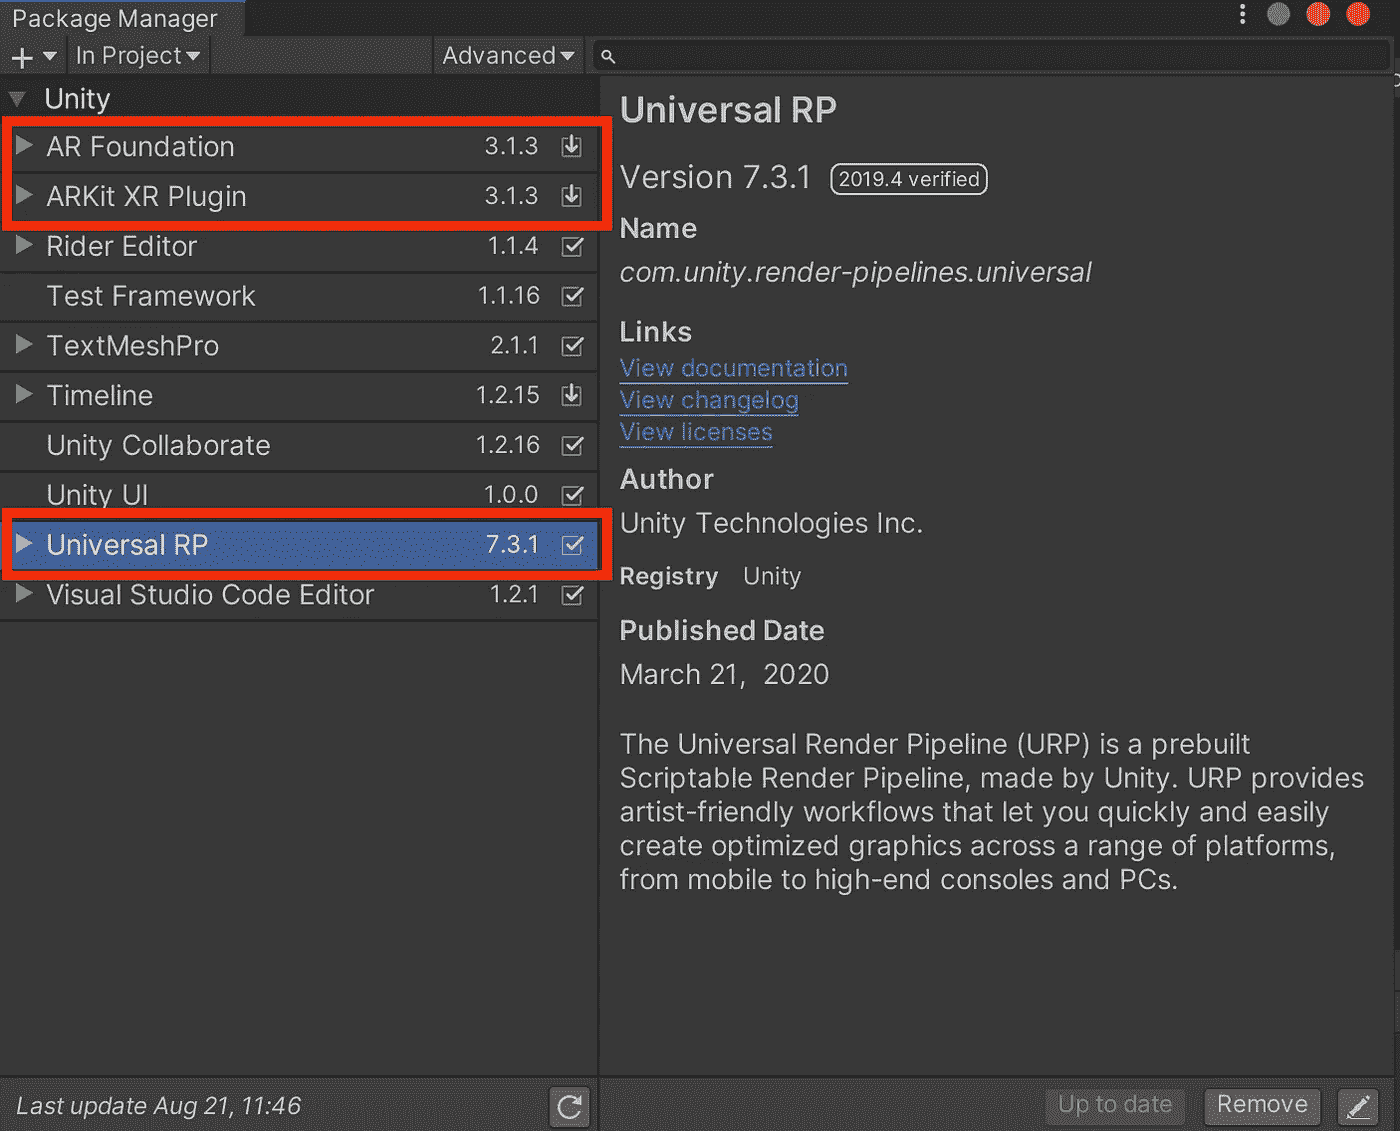 Package Manager
In Project
Advanced
Unity
AR Foundation 3.1.3
ARKit XR Plugin 3.1.3
Rider Editor 1.1.4
Test Framework 1.1.16
TextMeshPro 2.1.1
Timeline 1.2.15
Unity Collaborate 1.2.16
Unity UI 1.0.0
Universal RP 7.3.1
Visual Studio Code Editor 1.2.1
Last update Aug 21, 11:46
Universal RP
Version 7.3.1 2019.4 verified
Name
com.unity.render-pipelines.universal
Links
View documentation
View changelog
View licenses
Author
Unity Technologies Inc.
Registry Unity
Published Date
March 21, 2020
The Universal Render Pipeline (URP) is a prebuilt
Scriptable Render Pipeline, made by Unity. URP provides
artist-friendly workflows that let you quickly and easily
create optimized graphics across a range of platforms,
from mobile to high-end consoles and PCs.
Up to date Remove